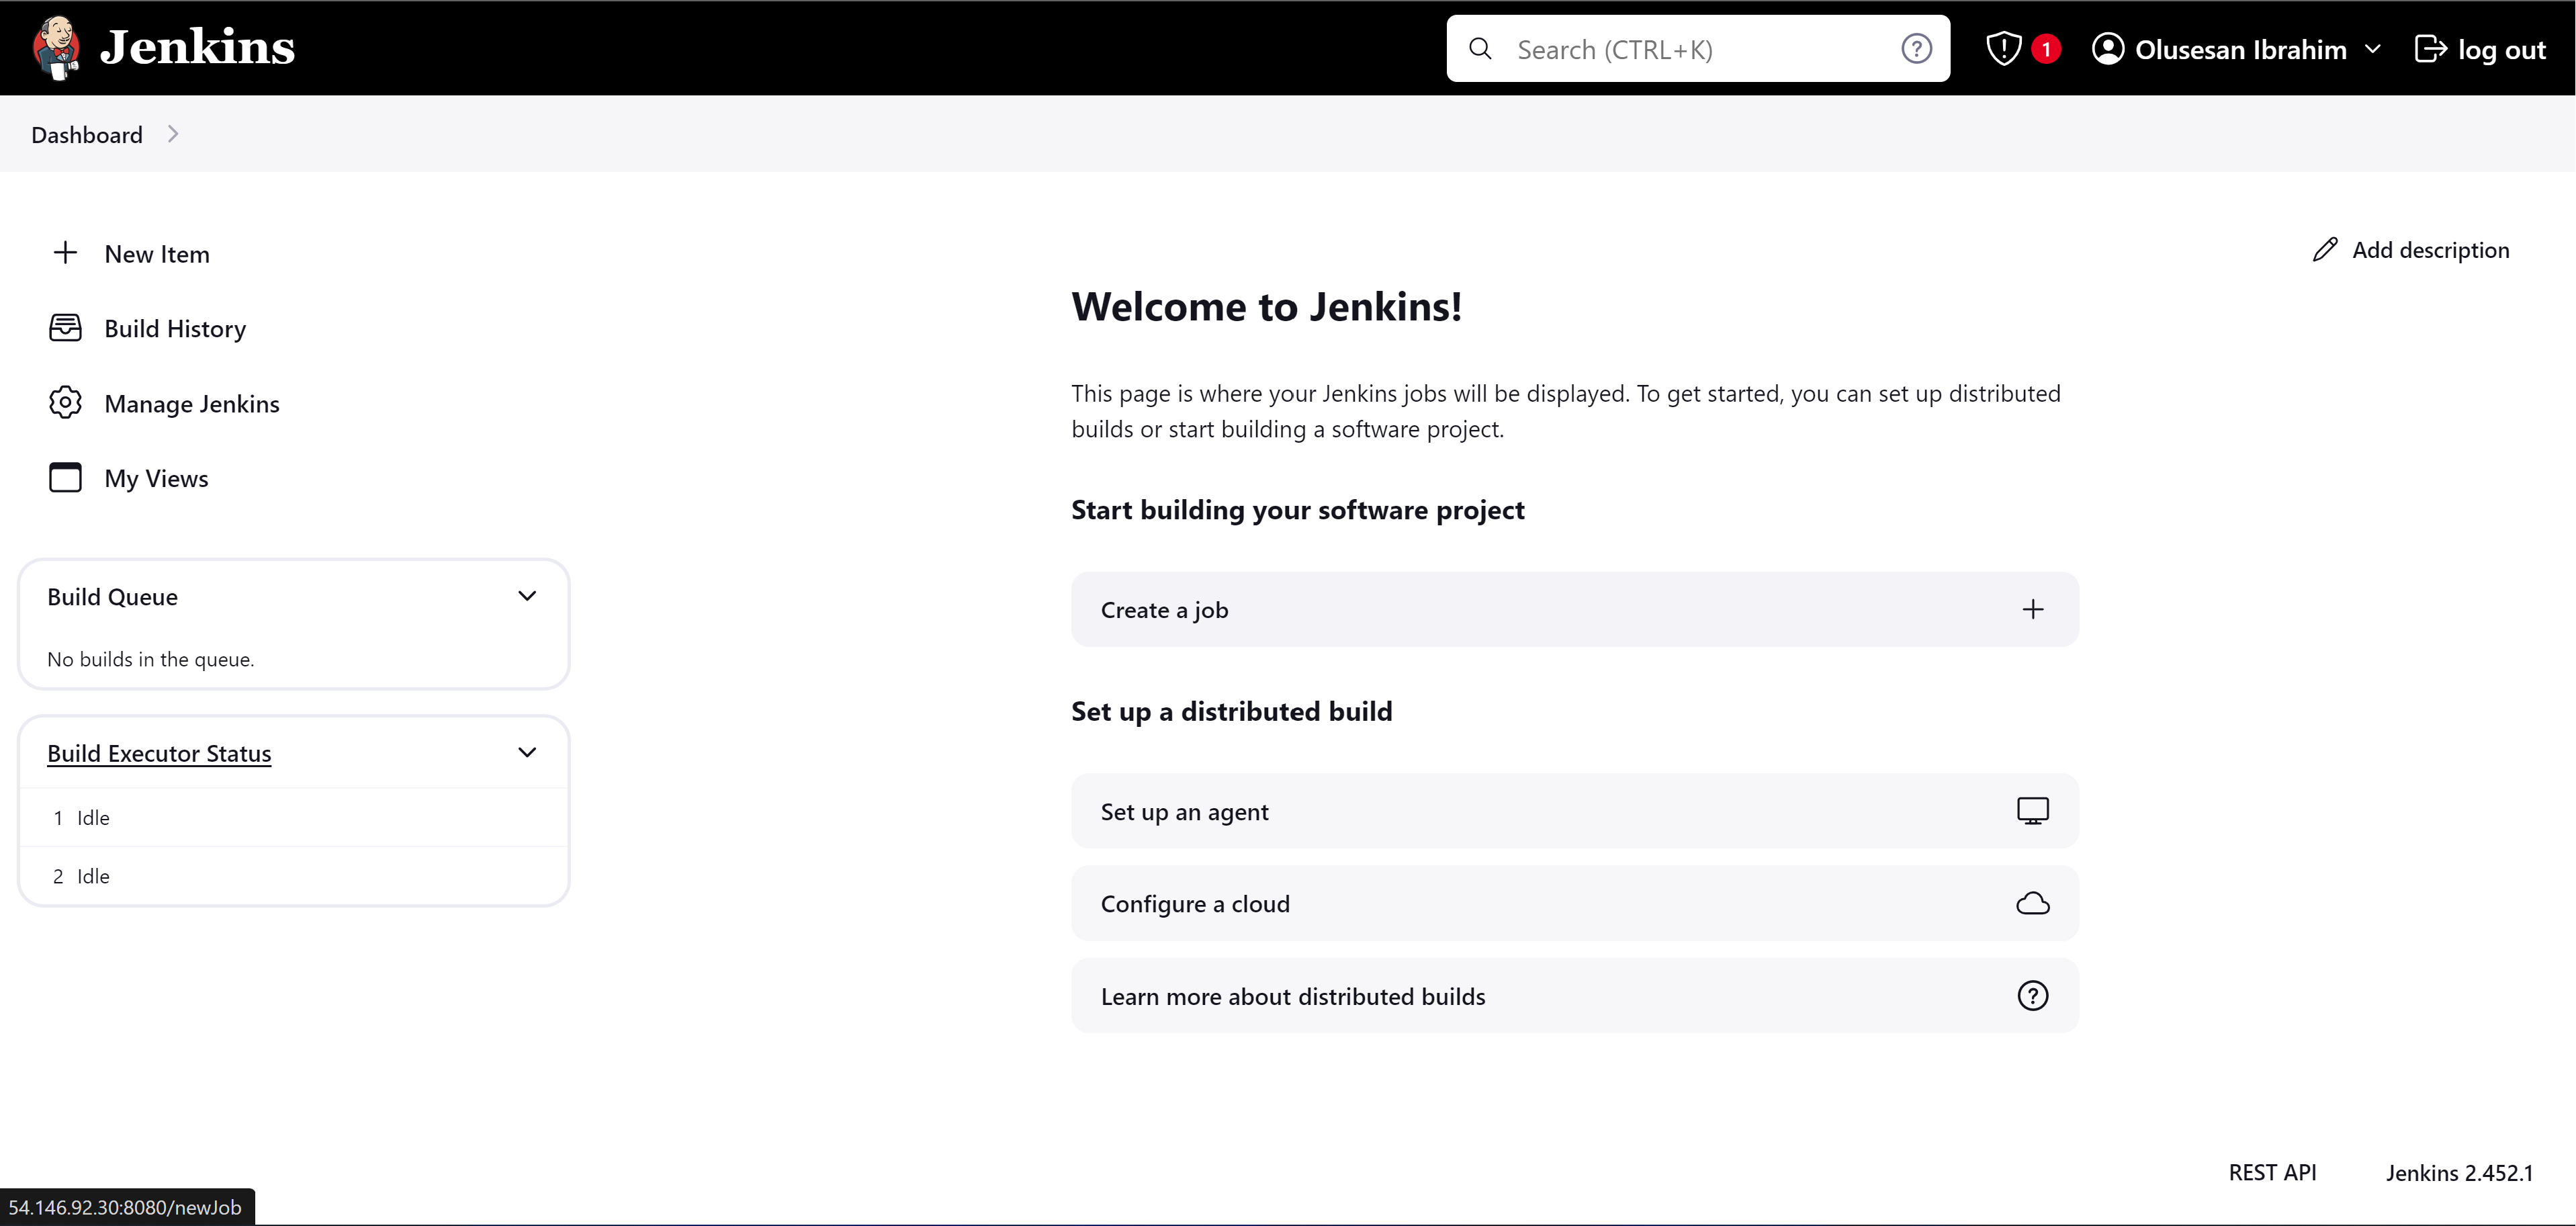 Jenkins
Search (CTRL+K)
1
Olusesan Ibrahim
log out
Dashboard
New Item
Build History
Manage Jenkins
My Views
Build Queue
No builds in the queue.
Build Executor Status
1 Idle
2 Idle
Add description
Welcome to Jenkins!
This page is where your Jenkins jobs will be displayed. To get started, you can set up distributed
builds or start building a software project.
Start building your software project
Create a job
Set up a distributed build
Set up an agent
Configure a cloud
Learn more about distributed builds
REST API
Jenkins 2.452.1
54.146.92.30:8080/newJob